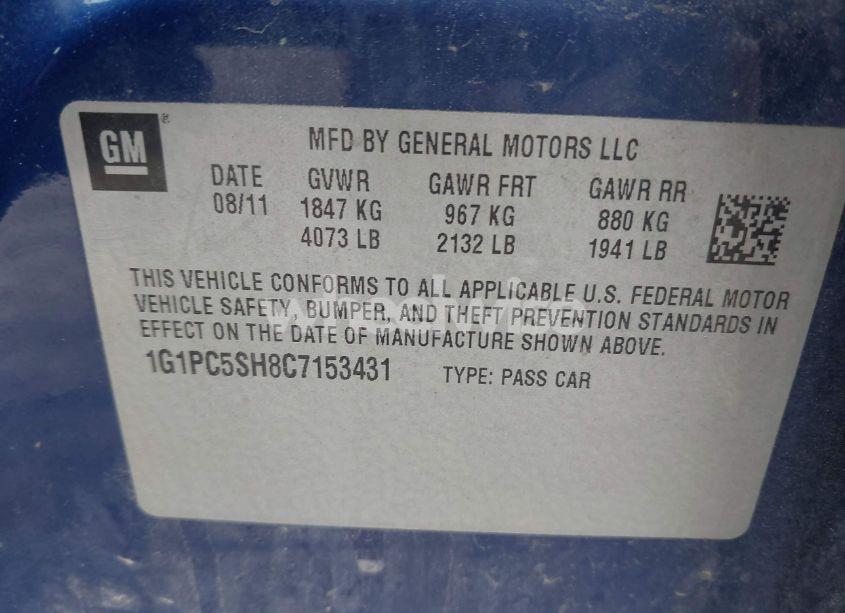 GM®
MFD BY GENERAL MOTORS LLC
DATE GVWR GAWR FRT GAWR RR
08/11 1847 KG 967 KG 880 KG
4073 LB 2132 LB 1941 LB
THIS VEHICLE CONFORMS TO ALL APPLICABLE U.S. FEDERAL MOTOR
VEHICLE SAFETY, BUMPER, AND THEFT PREVENTION STANDARDS IN
EFFECT ON THE DATE OF MANUFACTURE SHOWN ABOVE.
1G1PC5SH8C7153431 TYPE: PASS CAR